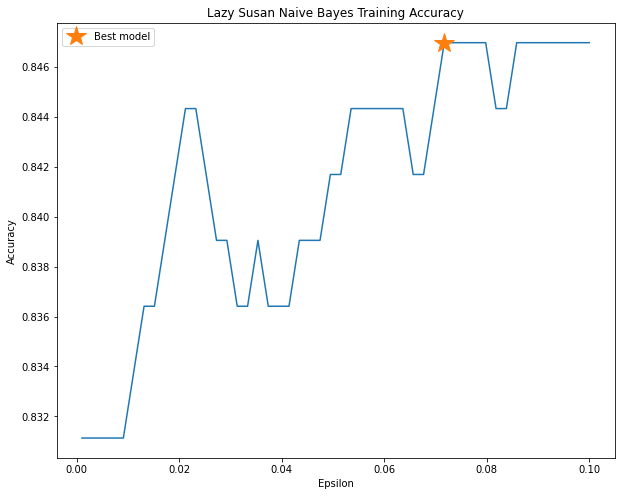 Lazy Susan Naive Bayes Training Accuracy
Best model
0.846
0.844
0.842
0.840
0.838
0.836
0.834
0.832
Accuracy
0.00 0.02 0.04 0.06 0.08 0.10
Epsilon